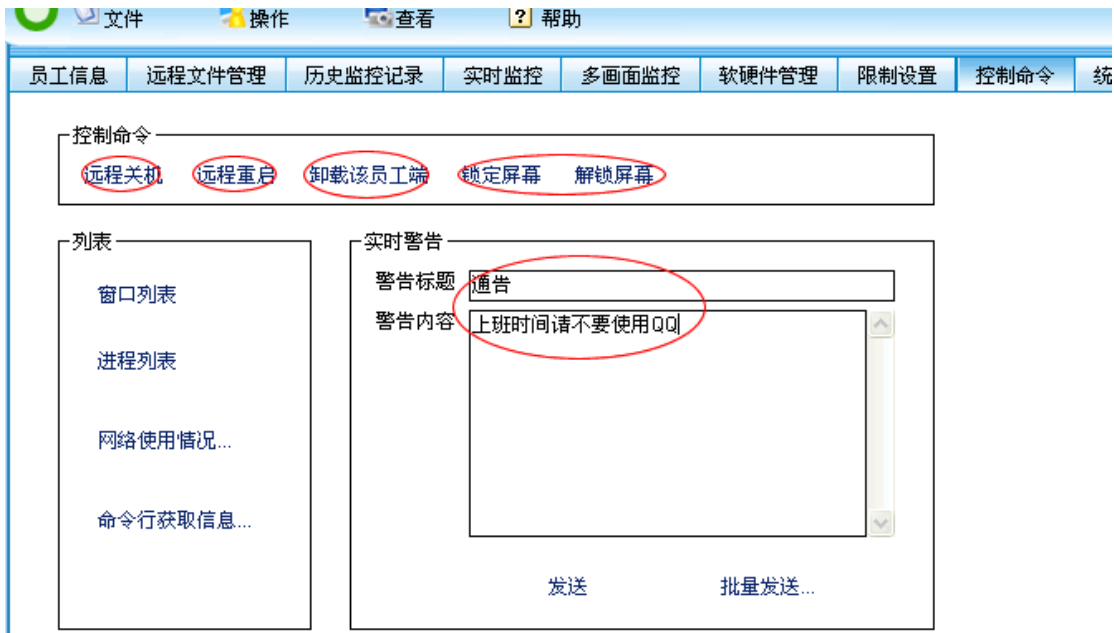 文件 操作 查看 帮助
员工信息 远程文件管理 历史监控记录 实时监控 多画面监控 软硬件管理 限制设置 控制命令 统
控制命令
远程关机 远程重启 卸载该员工端 锁定屏幕 解锁屏幕
列表
窗口列表
进程列表
网络使用情况...
命令行获取信息...
实时警告
警告标题 通告
警告内容 上班时间请不要使用QQ
发送 批量发送...